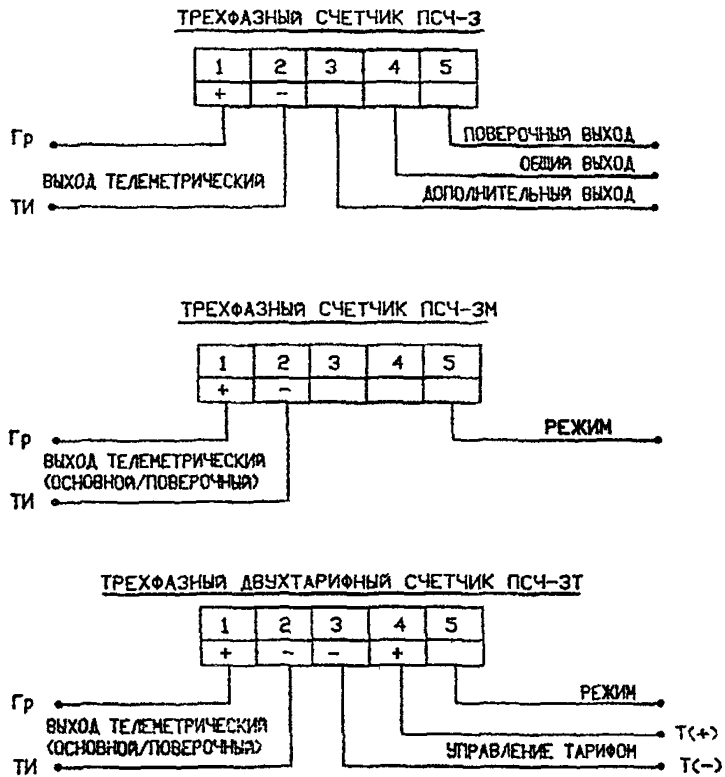 ТРЕХФАЗНЫЙ СЧЕТЧИК ПСЧ-3
1 2 3 4 5
+ -
Гр
ПОВЕРОЧНЫЙ ВЫХОД
ОБЩИЙ ВЫХОД
ВЫХОД ТЕЛЕМЕТРИЧЕСКИЙ
ДОПОЛНИТЕЛЬНЫЙ ВЫХОД
ТИ
ТРЕХФАЗНЫЙ СЧЕТЧИК ПСЧ-3М
1 2 3 4 5
+ -
Гр
РЕЖИМ
ВЫХОД ТЕЛЕМЕТРИЧЕСКИЙ
(ОСНОВНОЙ/ПОВЕРОЧНЫЙ)
ТИ
ТРЕХФАЗНЫЙ ДВУХТАРИФНЫЙ СЧЕТЧИК ПСЧ-3Т
1 2 3 4 5
+ - - +
Гр
РЕЖИМ
ВЫХОД ТЕЛЕМЕТРИЧЕСКИЙ
(ОСНОВНОЙ/ПОВЕРОЧНЫЙ)
Т(+)
УПРАВЛЕНИЕ ТАРИФОМ
ТИ
Т(-)